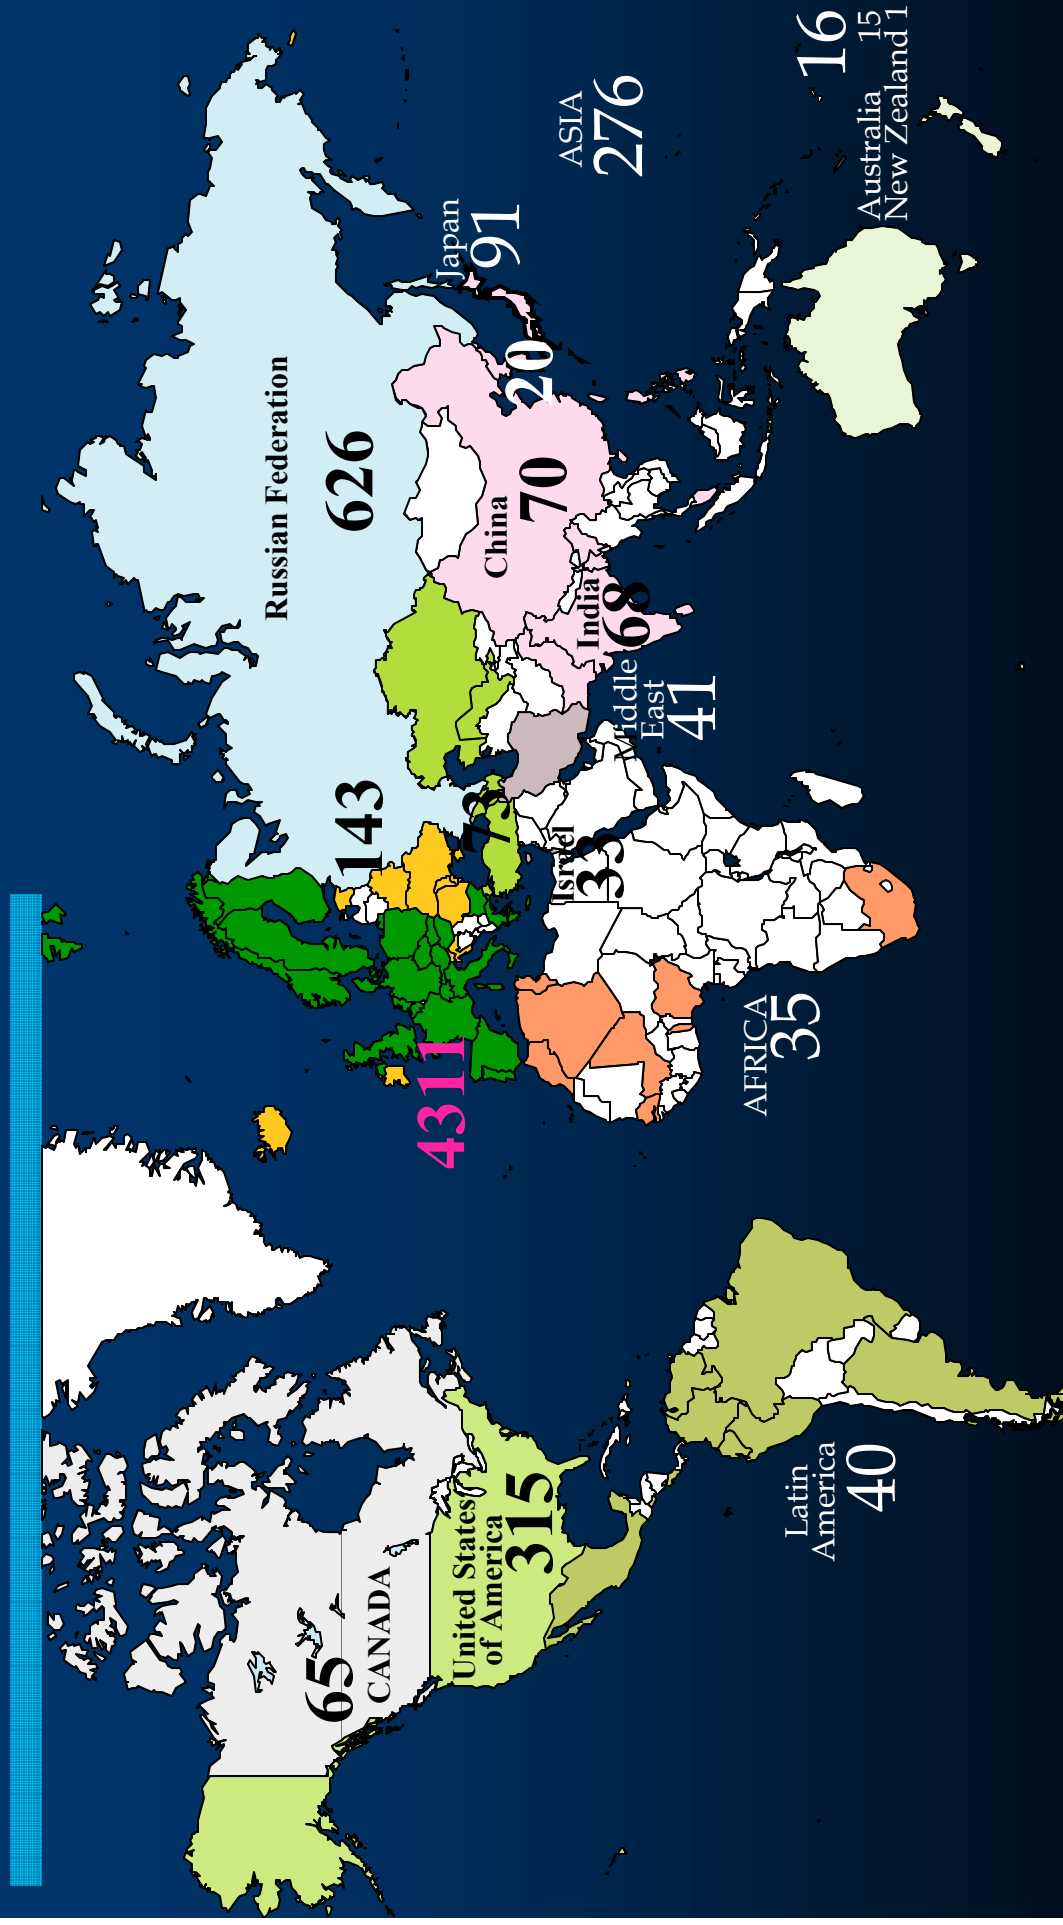 Russian Federation
626
143
65
CANADA
4311
73
Japan
91
20
China
70
ASIA
276
United States
of America
315
Israel
33
India
68
Middle
East
41
AFRICA
35
Latin
America
40
16
Australia 15
New Zealand 1